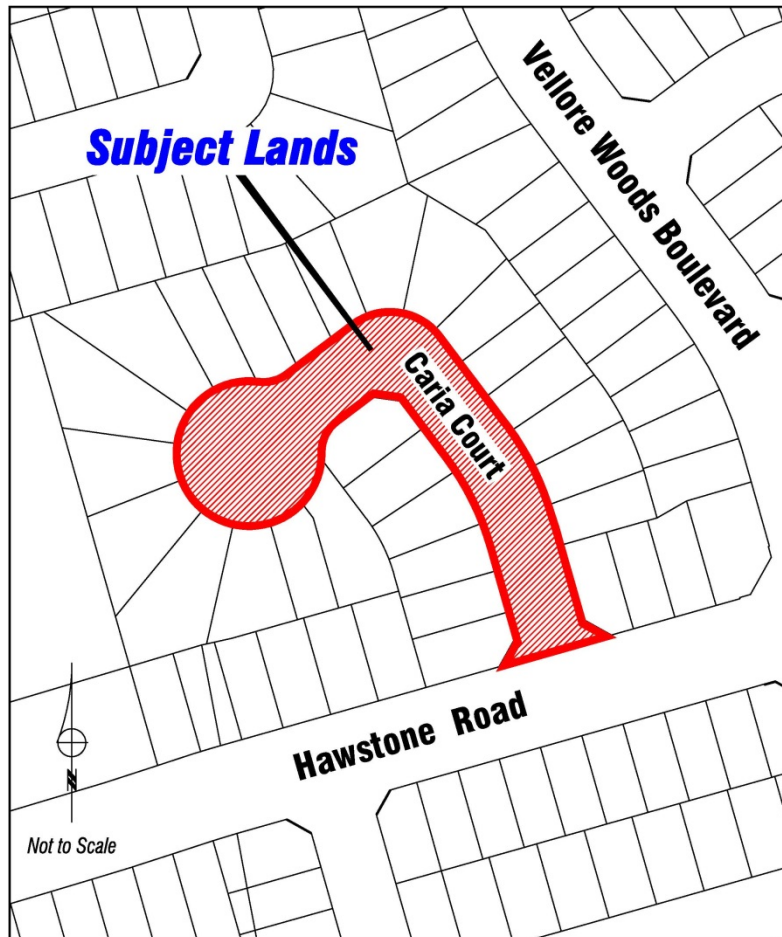 Vellore Woods Boulevard
Subject Lands
Caria Court
Hawstone Road
N
Not to Scale